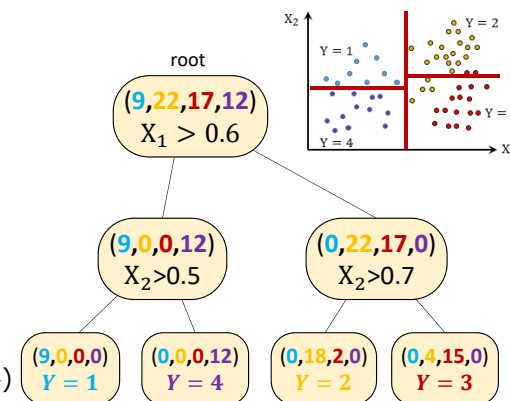 X₂
Y = 2
Y = 1
Y =
Y = 4
X
root
(9,22,17,12)
X₁ > 0.6
(9,0,0,12)
X₂>0.5
(0,22,17,0)
X₂>0.7
(9,0,0,0)
Y = 1
(0,0,0,12)
Y = 4
(0,18,2,0)
Y = 2
(0,4,15,0)
Y = 3
)